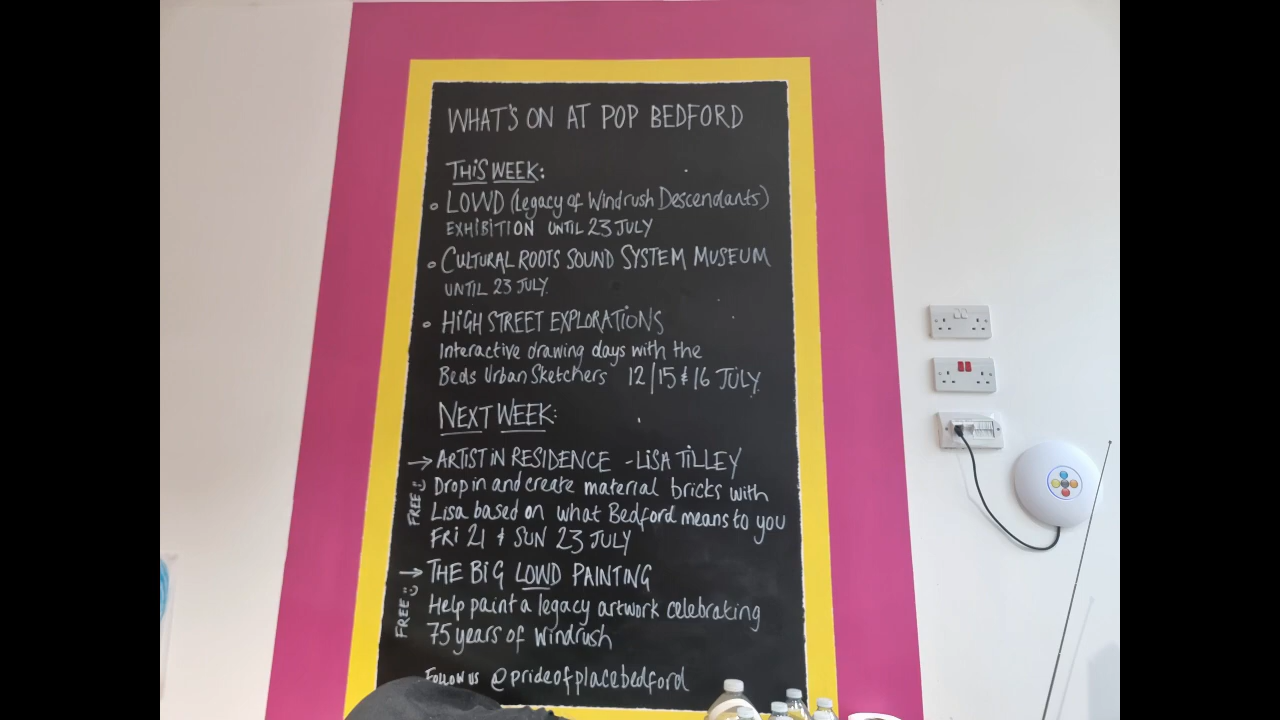 WHAT'S ON AT POP BEDFORD
THIS WEEK:
LOWD (Legacy of Windrush Descendants)
EXHIBITION UNTIL 23 JULY
CULTURAL ROOTS SOUND SYSTEM MUSEUM
UNTIL 23 JULY.
HIGH STREET EXPLORATIONS
Interactive drawing days with the
Beds Urban Sketchers 12/15 & 16 JULY
NEXT WEEK:
→ ARTIST IN RESIDENCE - LISA TILLEY
FREE :)
Drop in and create material bricks with
Lisa based on what Bedford means to you
FRI 21 & SUN 23 JULY
→ THE BIG LOWD PAINTING
FREE :)
Help paint a legacy artwork celebrating
75 years of windrush
FOLLOW US @prideofplacebedford